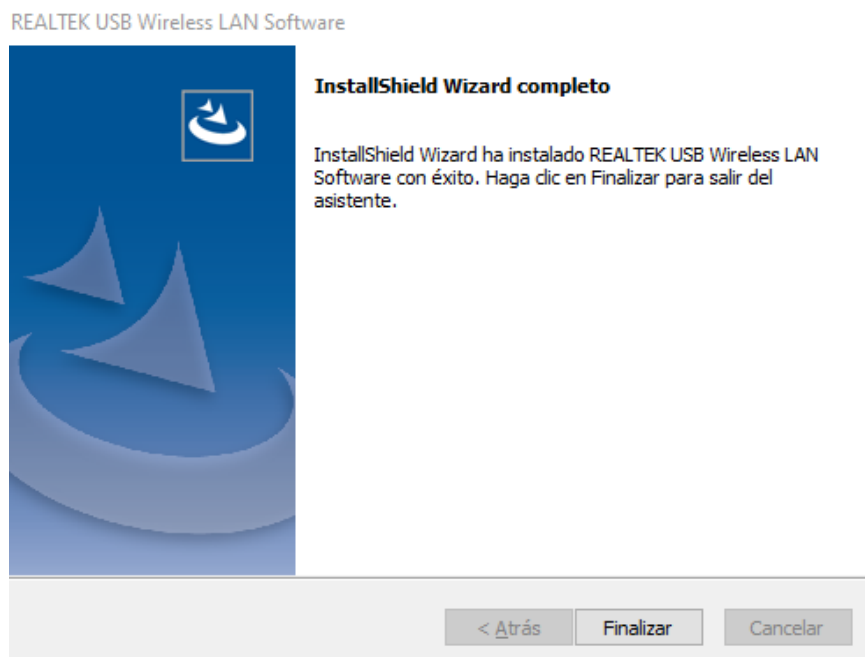 REALTEK USB Wireless LAN Software
InstallShield Wizard completo
InstallShield Wizard ha instalado REALTEK USB Wireless LAN
Software con éxito. Haga clic en Finalizar para salir del
asistente.
< Atrás
Finalizar
Cancelar